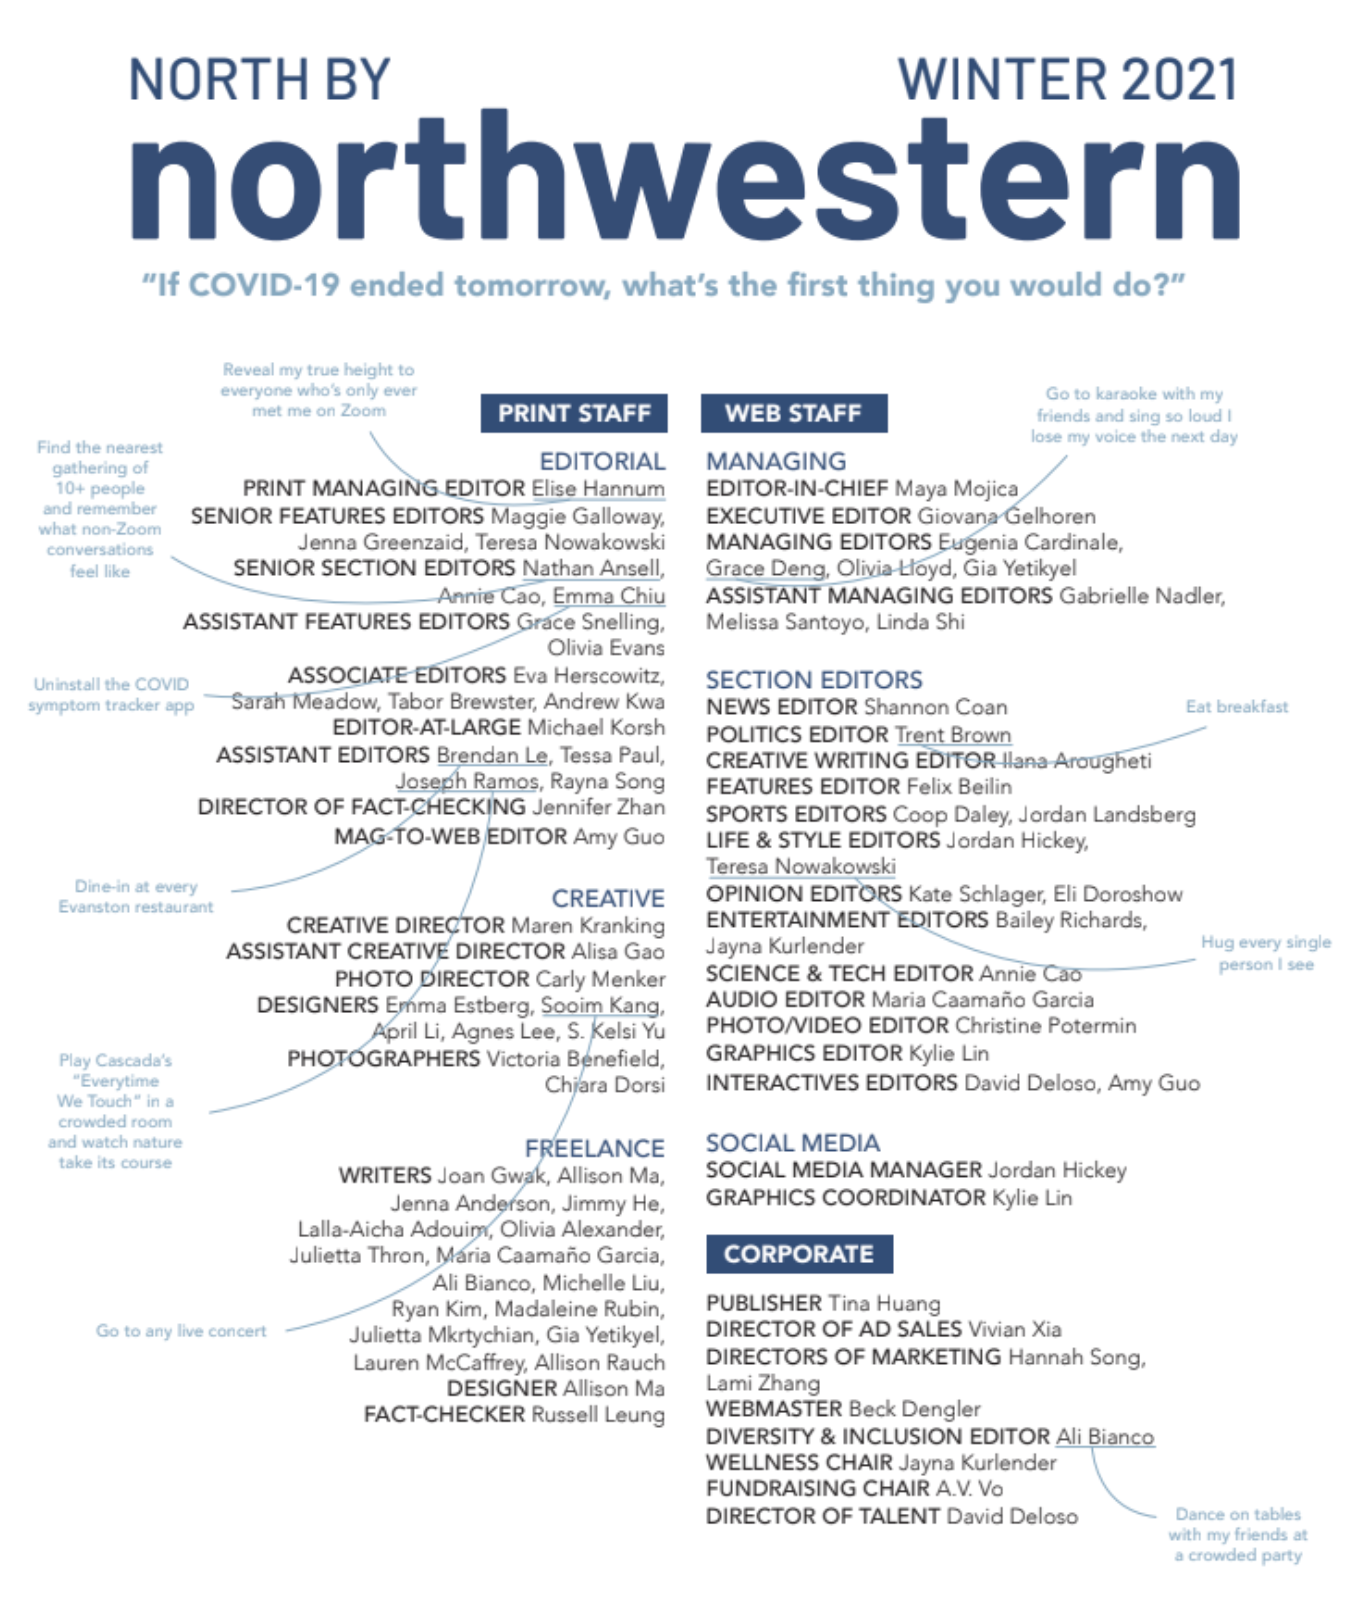 NORTH BY
WINTER 2021
northwestern
“If COVID-19 ended tomorrow, what’s the first thing you would do?”
Reveal my true height to
everyone who’s only ever
met me on Zoom
Find the nearest
gathering of
10+ people
and remember
what non-Zoom
conversations
feel like
Uninstall the COVID
symptom tracker app
Dine-in at every
Evanston restaurant
Play Cascada’s
“Everytime
We Touch” in a
crowded room
and watch nature
take its course
Go to any live concert
PRINT STAFF
EDITORIAL
PRINT MANAGING EDITOR Elise Hannum
SENIOR FEATURES EDITORS Maggie Galloway,
Jenna Greenzaid, Teresa Nowakowski
SENIOR SECTION EDITORS Nathan Ansell,
Annie Cao, Emma Chiu
ASSISTANT FEATURES EDITORS Grace Snelling,
Olivia Evans
ASSOCIATE EDITORS Eva Herscowitz,
Sarah Meadow, Tabor Brewster, Andrew Kwa
EDITOR-AT-LARGE Michael Korsh
ASSISTANT EDITORS Brendan Le, Tessa Paul,
Joseph Ramos, Rayna Song
DIRECTOR OF FACT-CHECKING Jennifer Zhan
MAG-TO-WEB EDITOR Amy Guo
CREATIVE
CREATIVE DIRECTOR Maren Kranking
ASSISTANT CREATIVE DIRECTOR Alisa Gao
PHOTO DIRECTOR Carly Menker
DESIGNERS Emma Estberg, Sooim Kang,
April Li, Agnes Lee, S. Kelsi Yu
PHOTOGRAPHERS Victoria Benefield,
Chiara Dorsi
FREELANCE
WRITERS Joan Gwak, Allison Ma,
Jenna Anderson, Jimmy He,
Lalla-Aicha Adouim, Olivia Alexander,
Julietta Thron, Maria Caamaño Garcia,
Ali Bianco, Michelle Liu,
Ryan Kim, Madaleine Rubin,
Julietta Mkrtychian, Gia Yetikyel,
Lauren McCaffrey, Allison Rauch
DESIGNER Allison Ma
FACT-CHECKER Russell Leung
WEB STAFF
MANAGING
EDITOR-IN-CHIEF Maya Mojica
EXECUTIVE EDITOR Giovana Gelhoren
MANAGING EDITORS Eugenia Cardinale,
Grace Deng, Olivia Lloyd, Gia Yetikyel
ASSISTANT MANAGING EDITORS Gabrielle Nadler,
Melissa Santoyo, Linda Shi
SECTION EDITORS
NEWS EDITOR Shannon Coan
POLITICS EDITOR Trent Brown
CREATIVE WRITING EDITOR Ilana Arougheti
FEATURES EDITOR Felix Beilin
SPORTS EDITORS Coop Daley, Jordan Landsberg
LIFE & STYLE EDITORS Jordan Hickey,
Teresa Nowakowski
OPINION EDITORS Kate Schlager, Eli Doroshow
ENTERTAINMENT EDITORS Bailey Richards,
Jayna Kurlender
SCIENCE & TECH EDITOR Annie Cao
AUDIO EDITOR Maria Caamaño Garcia
PHOTO/VIDEO EDITOR Christine Potermin
GRAPHICS EDITOR Kylie Lin
INTERACTIVES EDITORS David Deloso, Amy Guo
SOCIAL MEDIA
SOCIAL MEDIA MANAGER Jordan Hickey
GRAPHICS COORDINATOR Kylie Lin
CORPORATE
PUBLISHER Tina Huang
DIRECTOR OF AD SALES Vivian Xia
DIRECTORS OF MARKETING Hannah Song,
Lami Zhang
WEBMASTER Beck Dengler
DIVERSITY & INCLUSION EDITOR Ali Bianco
WELLNESS CHAIR Jayna Kurlender
FUNDRAISING CHAIR A.V. Vo
DIRECTOR OF TALENT David Deloso
Go to karaoke with my
friends and sing so loud I
lose my voice the next day
Eat breakfast
Hug every single
person I see
Dance on tables
with my friends at
a crowded party